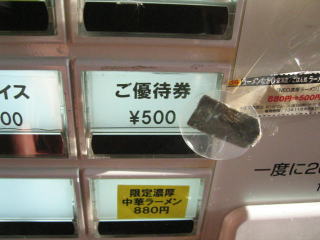 イス
00
ご優待券
¥500
880円➔500円
一度に2
限定濃厚
中華ラーメン
880円